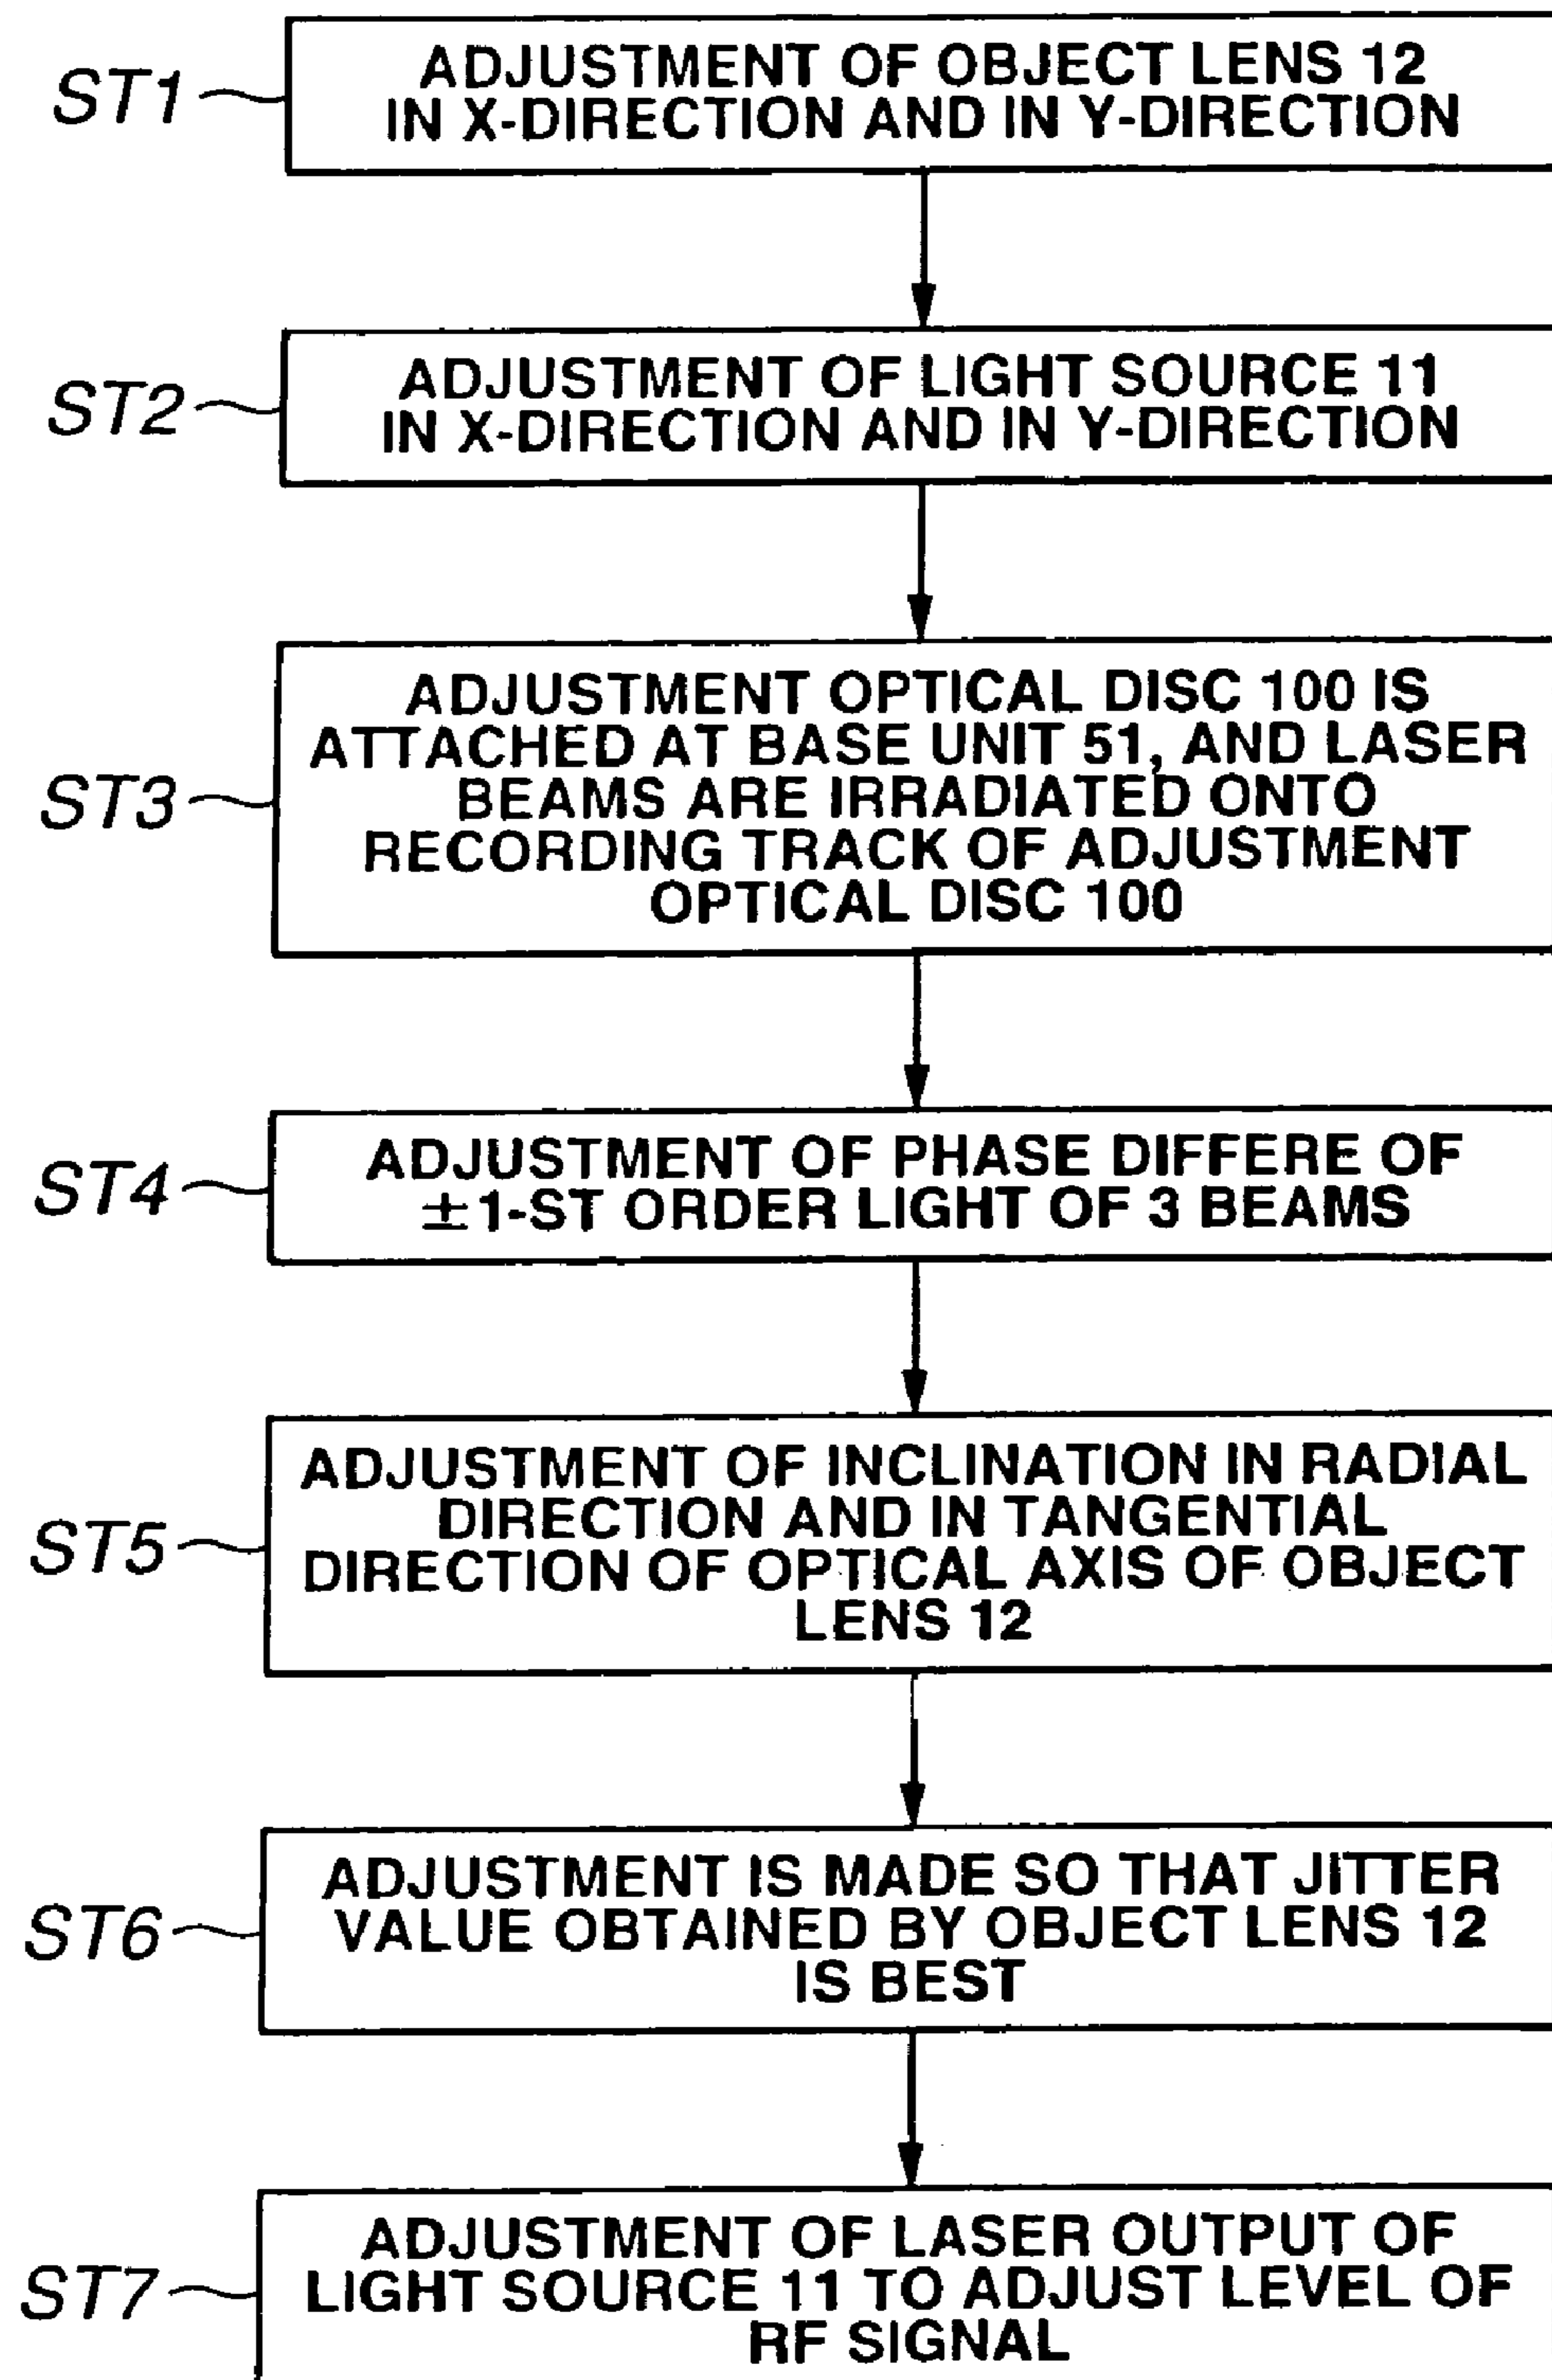 ST1
ADJUSTMENT OF OBJECT LENS 12
IN X-DIRECTION AND IN Y-DIRECTION
ST2
ADJUSTMENT OF LIGHT SOURCE 11
IN X-DIRECTION AND IN Y-DIRECTION
ST3
ADJUSTMENT OPTICAL DISC 100 IS
ATTACHED AT BASE UNIT 51, AND LASER
BEAMS ARE IRRADIATED ONTO
RECORDING TRACK OF ADJUSTMENT
OPTICAL DISC 100
ST4
ADJUSTMENT OF PHASE DIFFERE OF
±1-ST ORDER LIGHT OF 3 BEAMS
ST5
ADJUSTMENT OF INCLINATION IN RADIAL
DIRECTION AND IN TANGENTIAL
DIRECTION OF OPTICAL AXIS OF OBJECT
LENS 12
ST6
ADJUSTMENT IS MADE SO THAT JITTER
VALUE OBTAINED BY OBJECT LENS 12
IS BEST
ST7
ADJUSTMENT OF LASER OUTPUT OF
LIGHT SOURCE 11 TO ADJUST LEVEL OF
RF SIGNAL